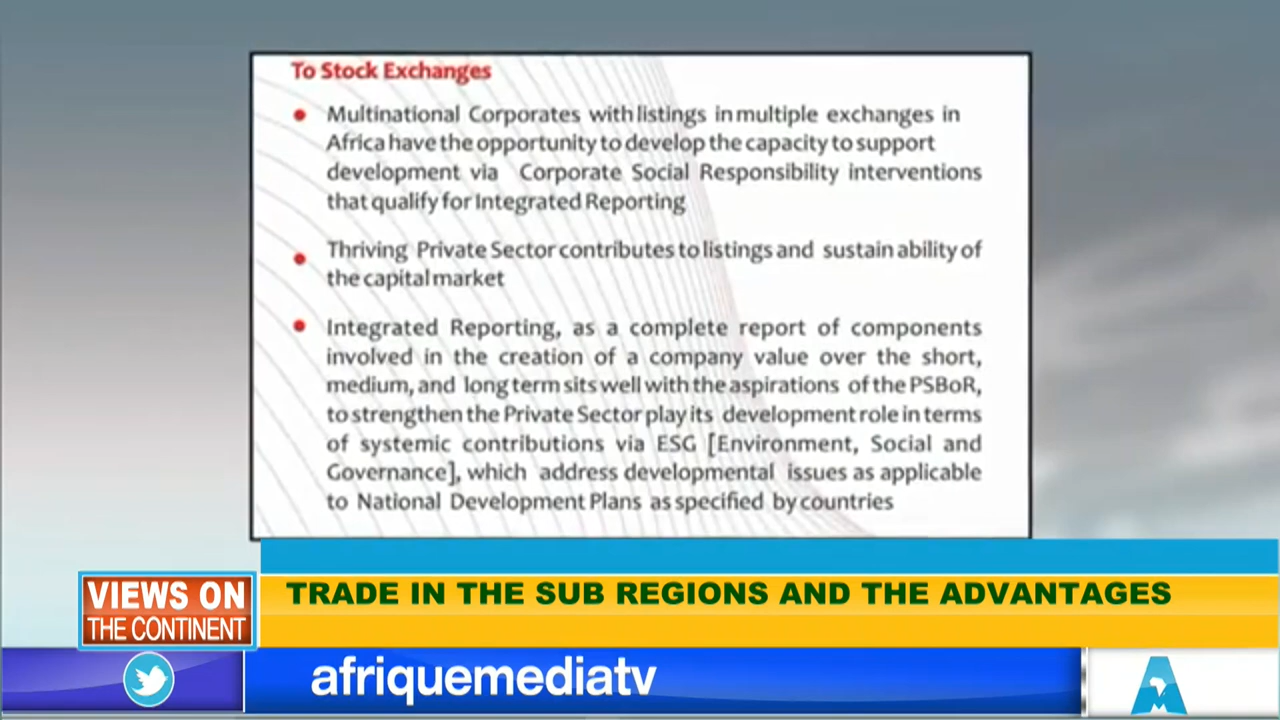 To Stock Exchanges
• Multinational Corporates with listings in multiple exchanges in
Africa have the opportunity to develop the capacity to support
development via Corporate Social Responsibility interventions
that qualify for Integrated Reporting
• Thriving Private Sector contributes to listings and sustain ability of
the capital market
• Integrated Reporting, as a complete report of components
involved in the creation of a company value over the short,
medium, and long term sits well with the aspirations of the PSBoR,
to strengthen the Private Sector play its development role in terms
of systemic contributions via ESG [Environment, Social and
Governance], which address developmental issues as applicable
to National Development Plans as specified by countries
VIEWS ON
THE CONTINENT
TRADE IN THE SUB REGIONS AND THE ADVANTAGES
afriquemediatv
A
M